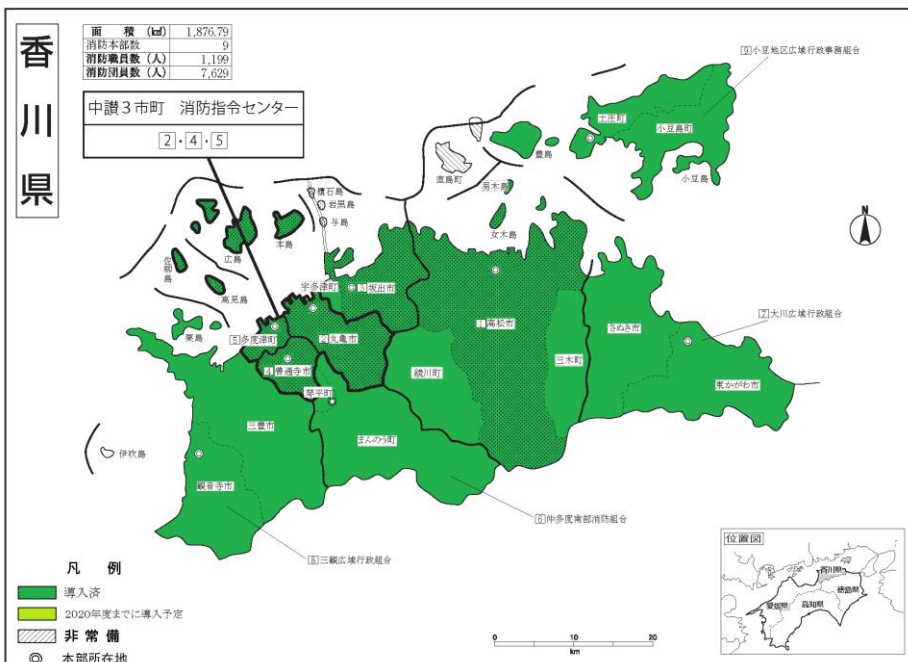 香川県
面 積 (㎢) 1,876.79
消防本部数 9
消防職員数 (人) 1,199
消防団員数 (人) 7,629
中讃3市町 消防指令センター
2・4・5
9小豆地区広域行政事務組合
土庄町
小豆島町
小豆島
豊島
直島町
男木島
女木島
櫃石島
岩黒島
与島
本島
広島
佐柳島
高見島
粟島
N
宇多津町
3坂出市
1高松市
5多度津町
2丸亀市
4善通寺市
琴平町
綾川町
三木町
さぬき市
7大川広域行政組合
東かがわ市
三豊市
まんのう町
伊吹島
観音寺市
6仲多度南部消防組合
8三観広域行政組合
凡 例
導入済
2020年度までに導入予定
非常備
本部所在地
0 10 20
km
位置図
香川県
徳島県
愛媛県
高知県